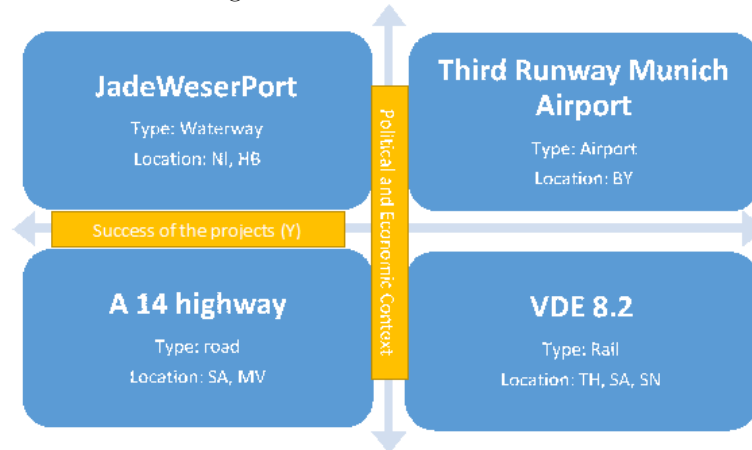 JadeWeserPort
Type: Waterway
Location: NI, HB
Third Runway Munich
Airport
Type: Airport
Location: BY
Political and Economic Context
Success of the projects (Y)
A 14 highway
Type: road
Location: SA, MV
VDE 8.2
Type: Rail
Location: TH, SA, SN